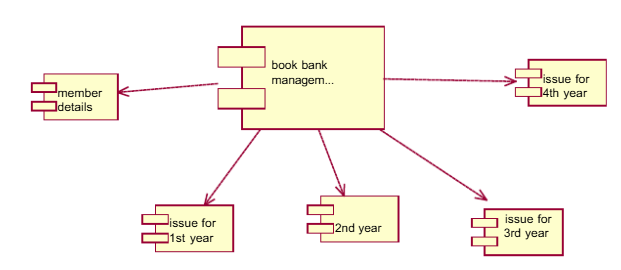 book bank
managem...
member
details
issue for
4th year
issue for
1st year
2nd year
issue for
3rd year